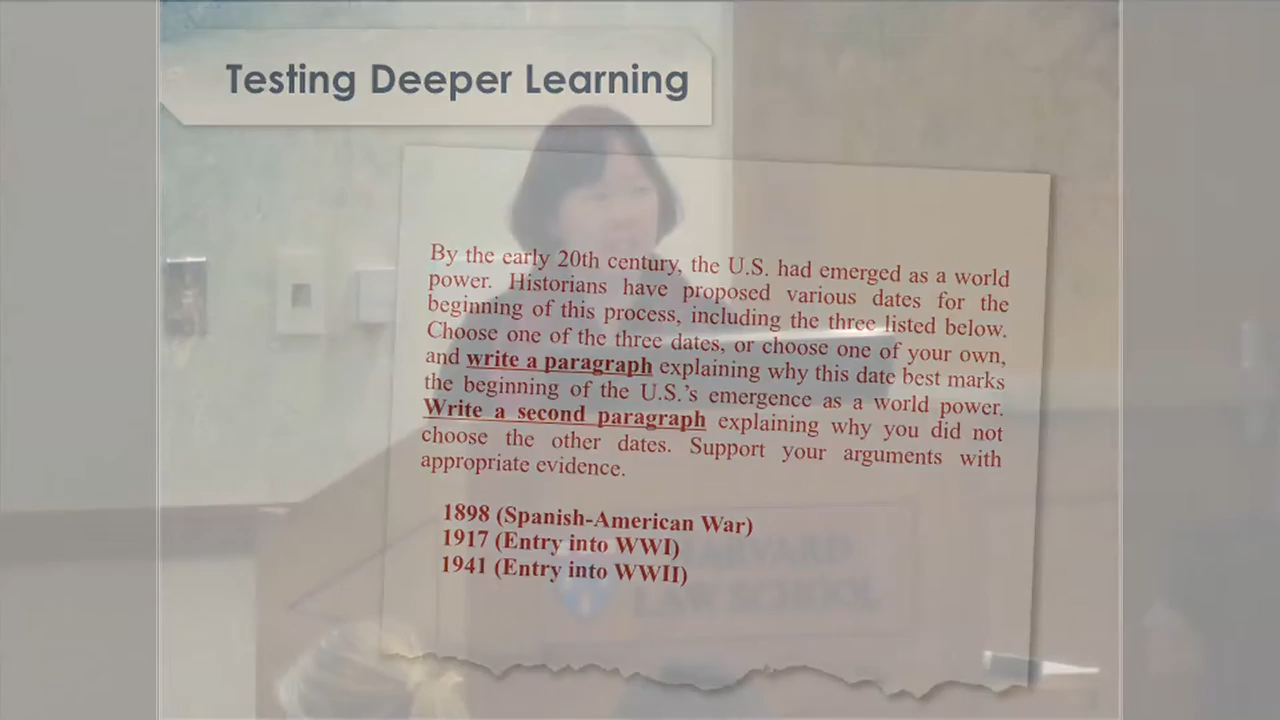 Testing Deeper Learning
By the early 20th century, the U.S. had emerged as a world
power. Historians have proposed various dates for the
beginning of this process, including the three listed below.
Choose one of the three dates, or choose one of your own,
and write a paragraph explaining why this date best marks
the beginning of the U.S.'s emergence as a world power.
Write a second paragraph explaining why you did not
choose the other dates. Support your arguments with
appropriate evidence.
1898 (Spanish-American War)
1917 (Entry into WWI)
1941 (Entry into WWII)
HARVARD
LAW SCHOOL